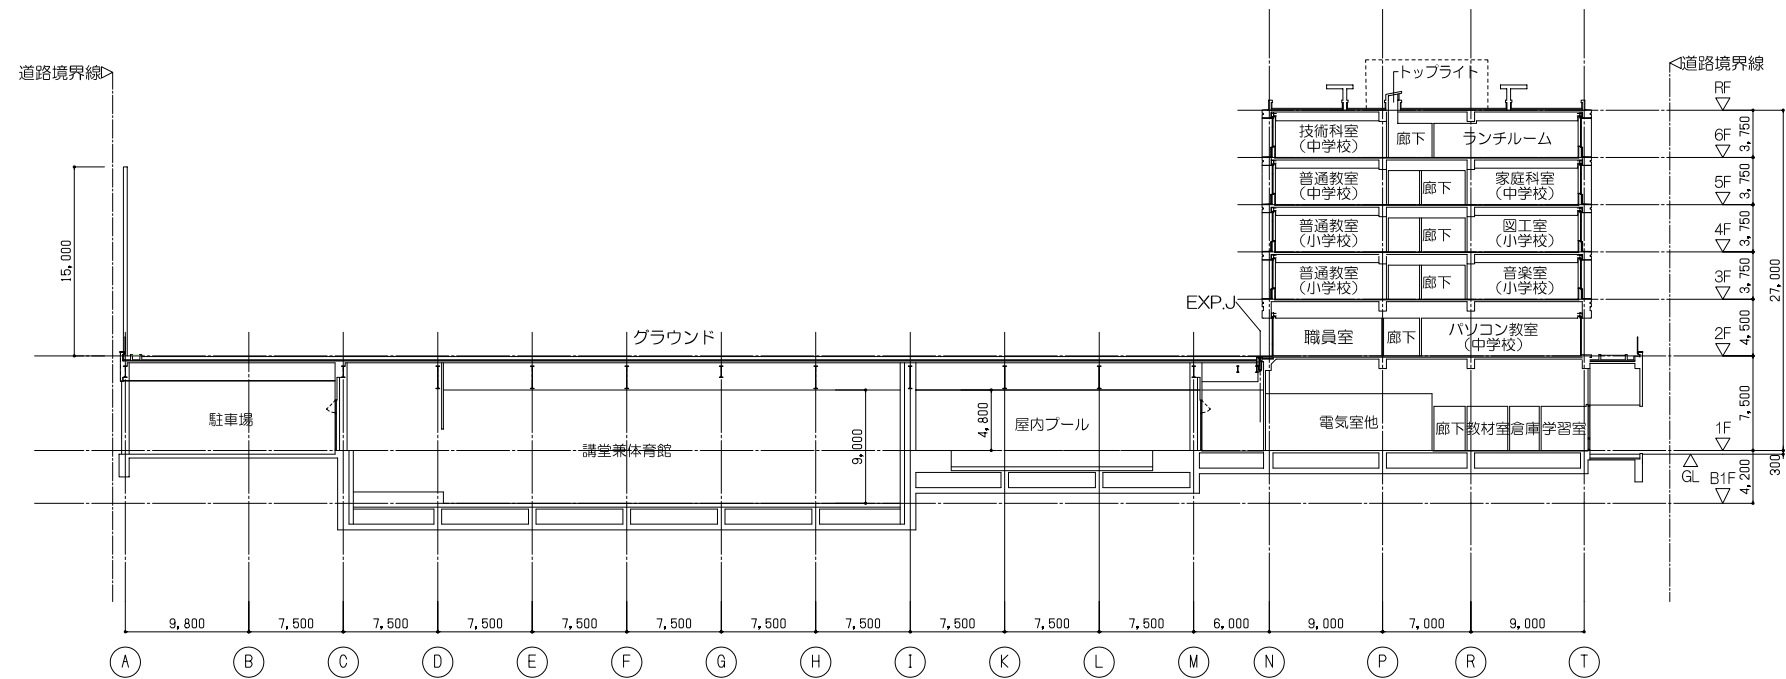 道路境界線
道路境界線
トップライト
RF
技術科室
(中学校)
廊下
ランチルーム
6F
3,750
普通教室
(中学校)
廊下
家庭科室
(中学校)
5F
3,750
普通教室
(小学校)
廊下
図工室
(小学校)
4F
3,750
普通教室
(小学校)
廊下
音楽室
(小学校)
3F
3,750
27,000
15,000
EXP.J
グラウンド
職員室
廊下
パソコン教室
(中学校)
2F
4,500
駐車場
講堂兼体育館
9,000
4,800
屋内プール
電気室他
廊下
教材室
倉庫
学習室
1F
7,500
300
GL
B1F
4,200
9,800
7,500
7,500
7,500
7,500
7,500
7,500
7,500
7,500
7,500
7,500
6,000
9,000
7,000
9,000
A
B
C
D
E
F
G
H
I
K
L
M
N
P
R
T